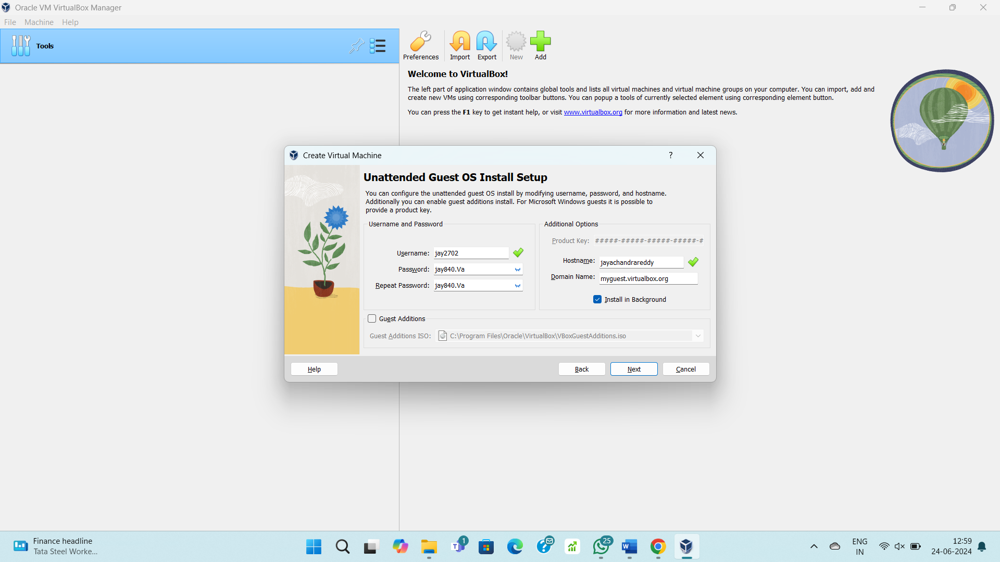 Oracle VM VirtualBox Manager
File Machine Help
Tools
Preferences Import Export New Add
Welcome to VirtualBox!
The left part of application window contains global tools and lists all virtual machines and virtual machine groups on your computer. You can import, add and
create new VMs using corresponding toolbar buttons. You can popup a tools of currently selected element using corresponding element button.
You can press the F1 key to get instant help, or visit www.virtualbox.org for more information and latest news.
Create Virtual Machine
?
Unattended Guest OS Install Setup
You can configure the unattended guest OS install by modifying username, password, and hostname.
Additionally you can enable guest additions install. For Microsoft Windows guests it is possible to
provide a product key.
Username and Password
Username: jay2702
Password: jay840.Va
Repeat Password: jay840.Va
Additional Options
Product Key: #####-#####-#####-#####-#
Hostname: jayachandrareddy
Domain Name: myguest.virtualbox.org
Install in Background
Guest Additions
Guest Additions ISO: C:\Program Files\Oracle\VirtualBox\VBoxGuestAdditions.iso
Help Back Next Cancel
Finance headline
Tata Steel Worke...
1
25
ENG
IN
12:59
24-06-2024